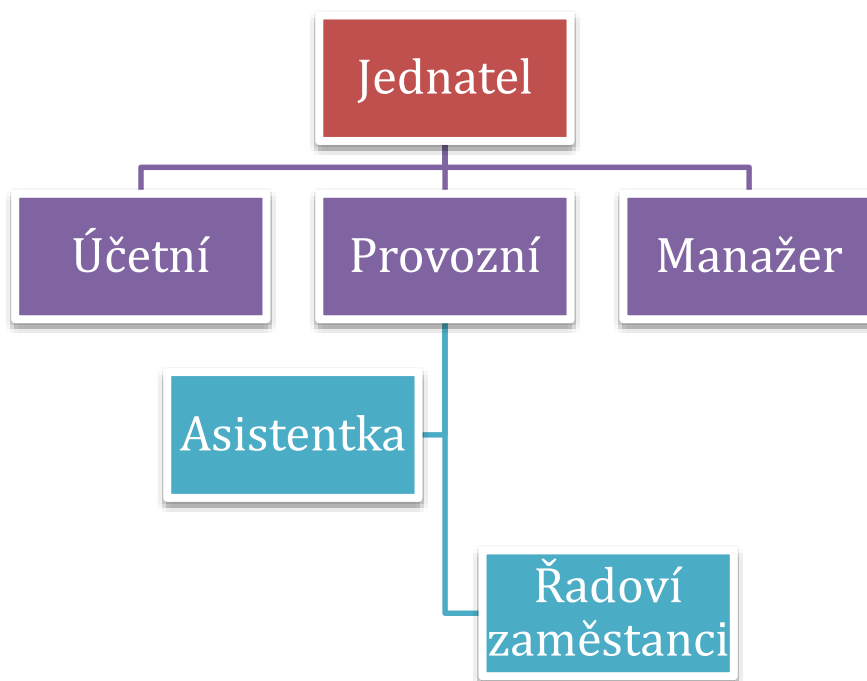 Jednatel
Účetní
Provozní
Manažer
Asistentka
Řadoví
zaměstanci